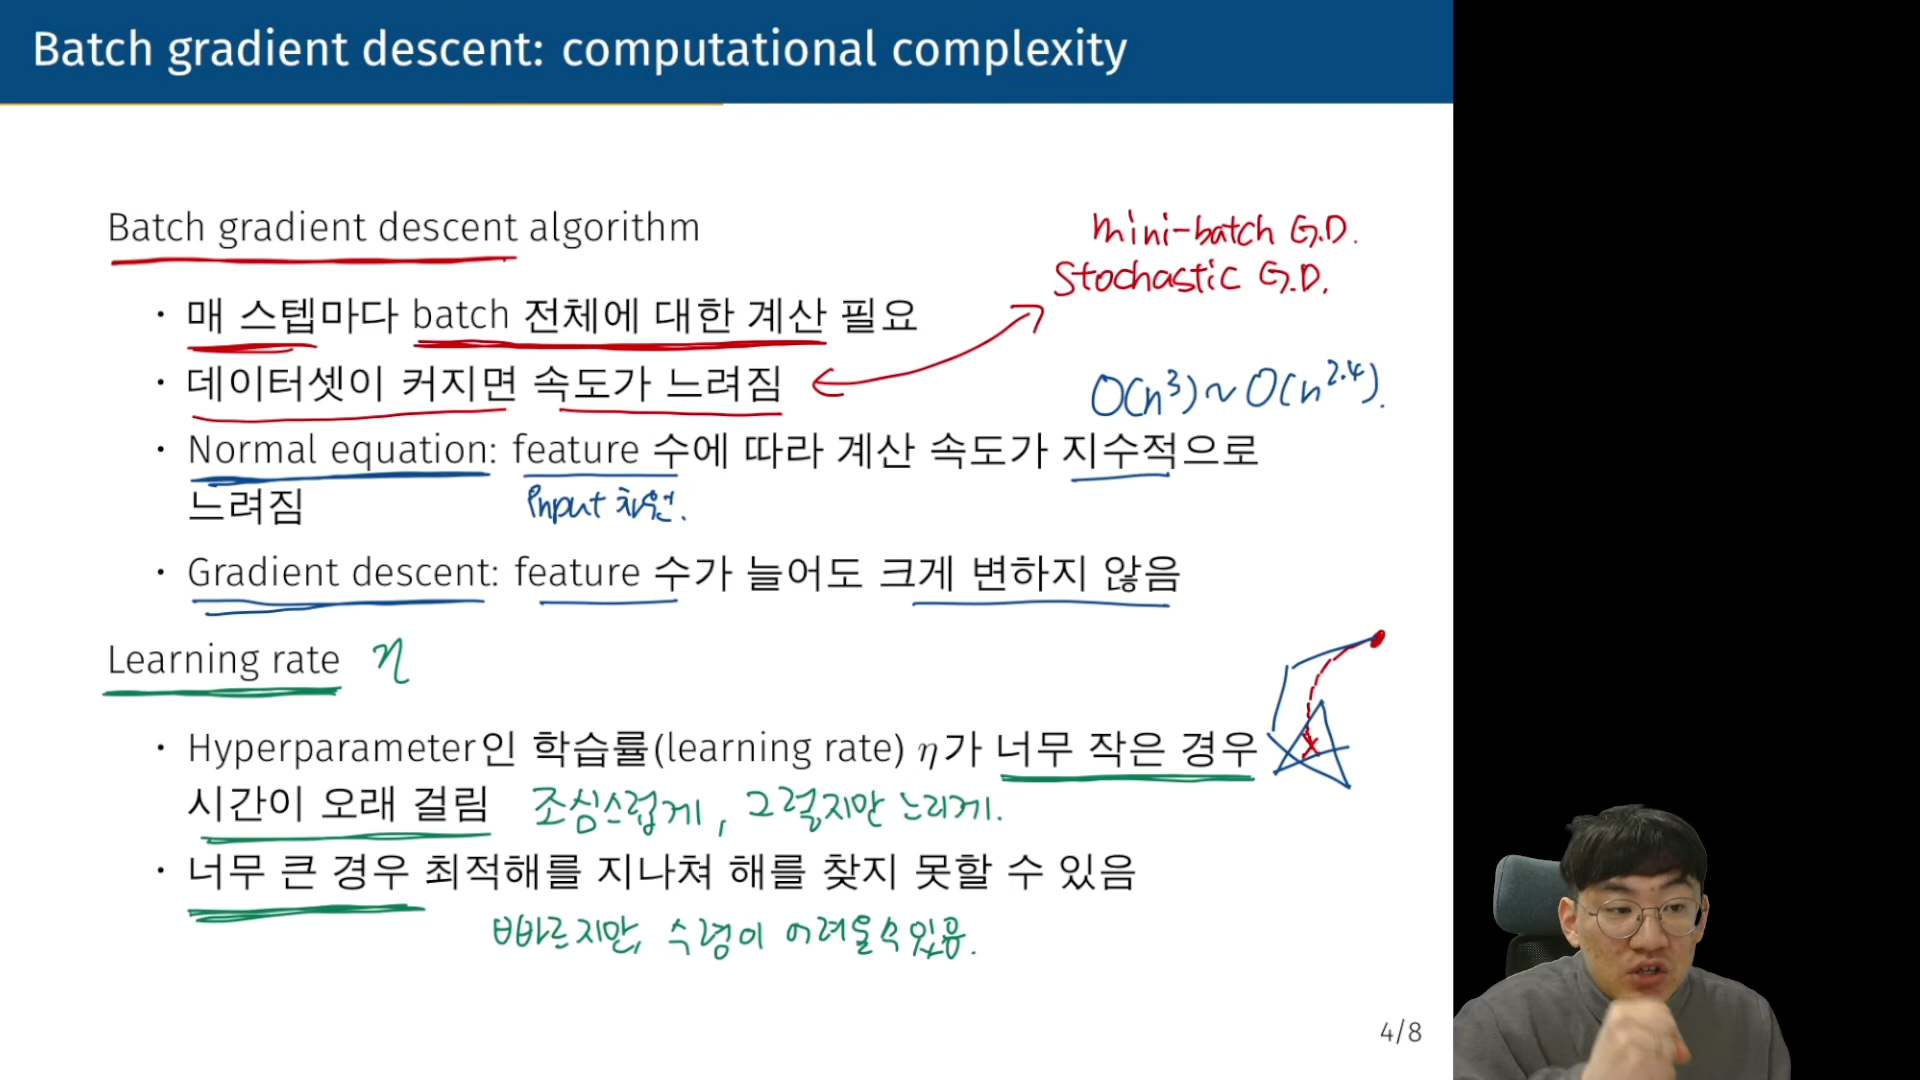 Batch gradient descent: computational complexity
Batch gradient descent algorithm
mini-batch G.D.
Stochastic G.D.
• 매 스텝마다 batch 전체에 대한 계산 필요
• 데이터셋이 커지면 속도가 느려짐
O(n³) ~ O(n²·⁴).
• Normal equation: feature 수에 따라 계산 속도가 지수적으로
느려짐
input 차원.
• Gradient descent: feature 수가 늘어도 크게 변하지 않음
Learning rate η
• Hyperparameter인 학습률(learning rate) η가 너무 작은 경우
시간이 오래 걸림 조심스럽게, 그렇지만 느리게.
• 너무 큰 경우 최적해를 지나쳐 해를 찾지 못할 수 있음
빠르지만, 수렴이 어려울 수 있음.
4/8